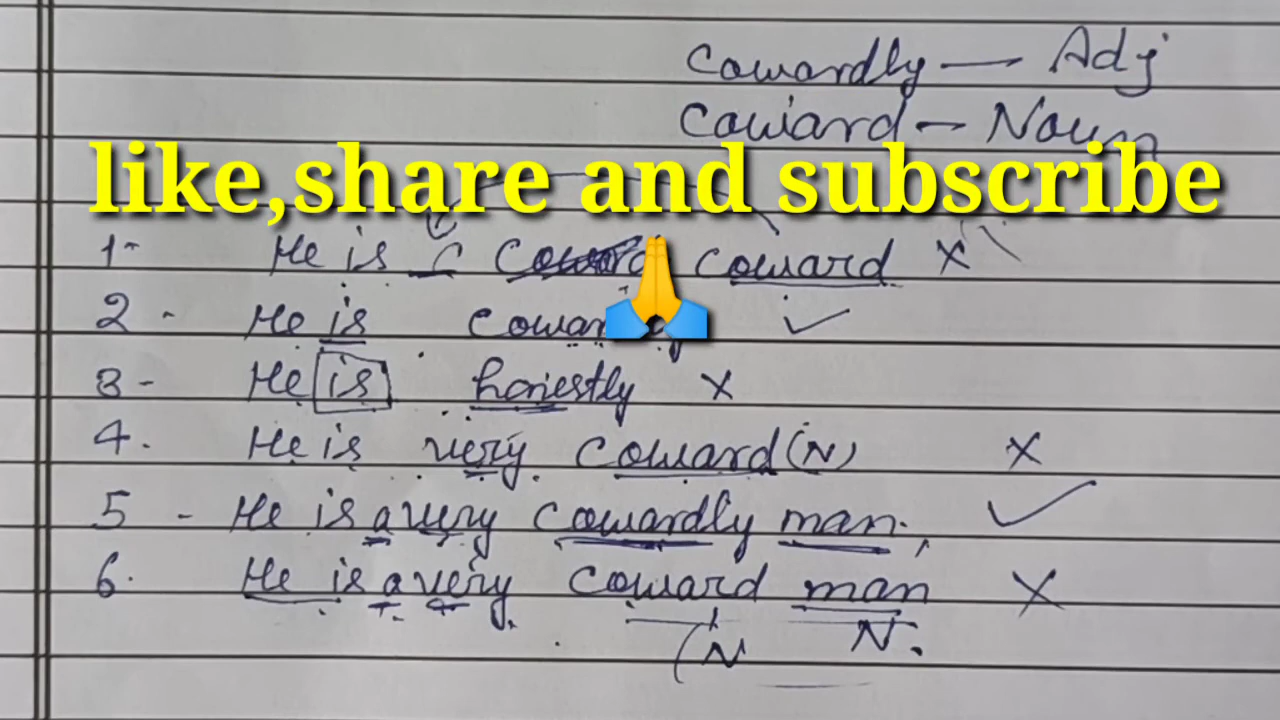 Cowardly — Adj
Coward – Noun
like,share and subscribe
1- He is coward ×
2 - He is ✓
3 - He is honestly ×
4. He is very coward (N) ×
5 - He is a very cowardly man. ✓
6. He is a very coward man ×
(N N.